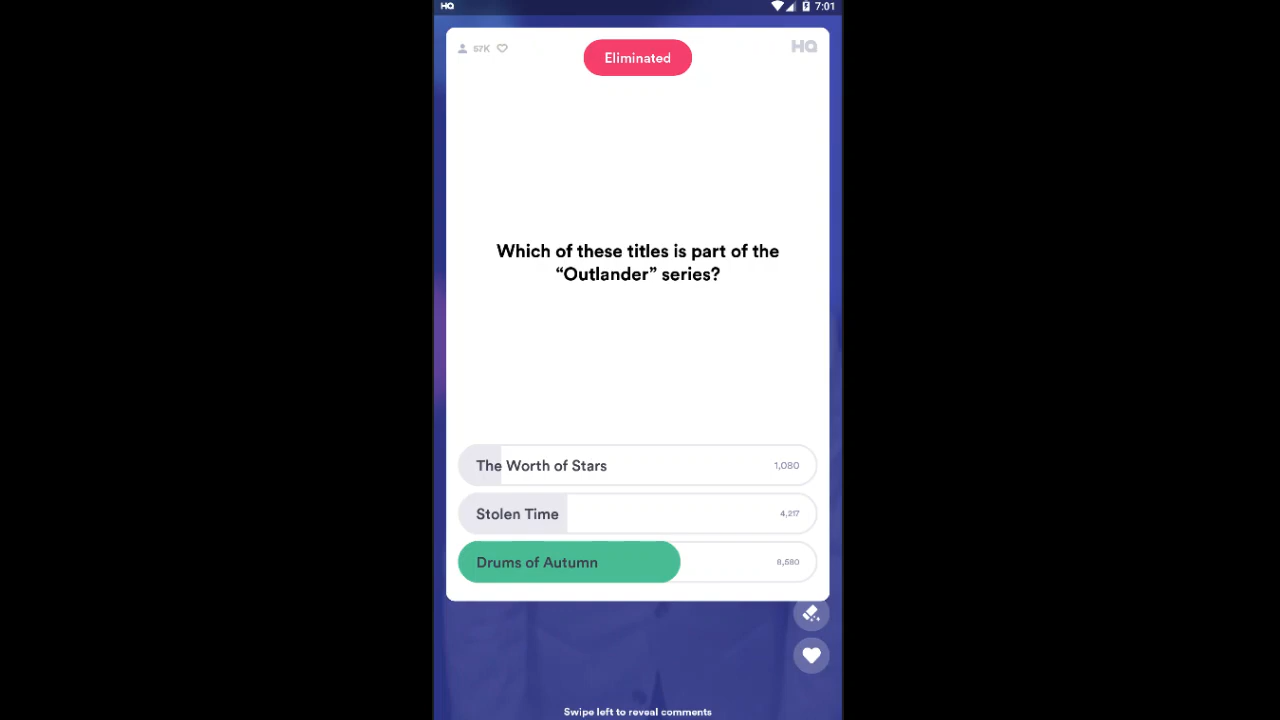 HQ
7:01
57K
Eliminated
HQ
Which of these titles is part of the
“Outlander” series?
The Worth of Stars
1,080
Stolen Time
4,217
Drums of Autumn
8,580
Swipe left to reveal comments